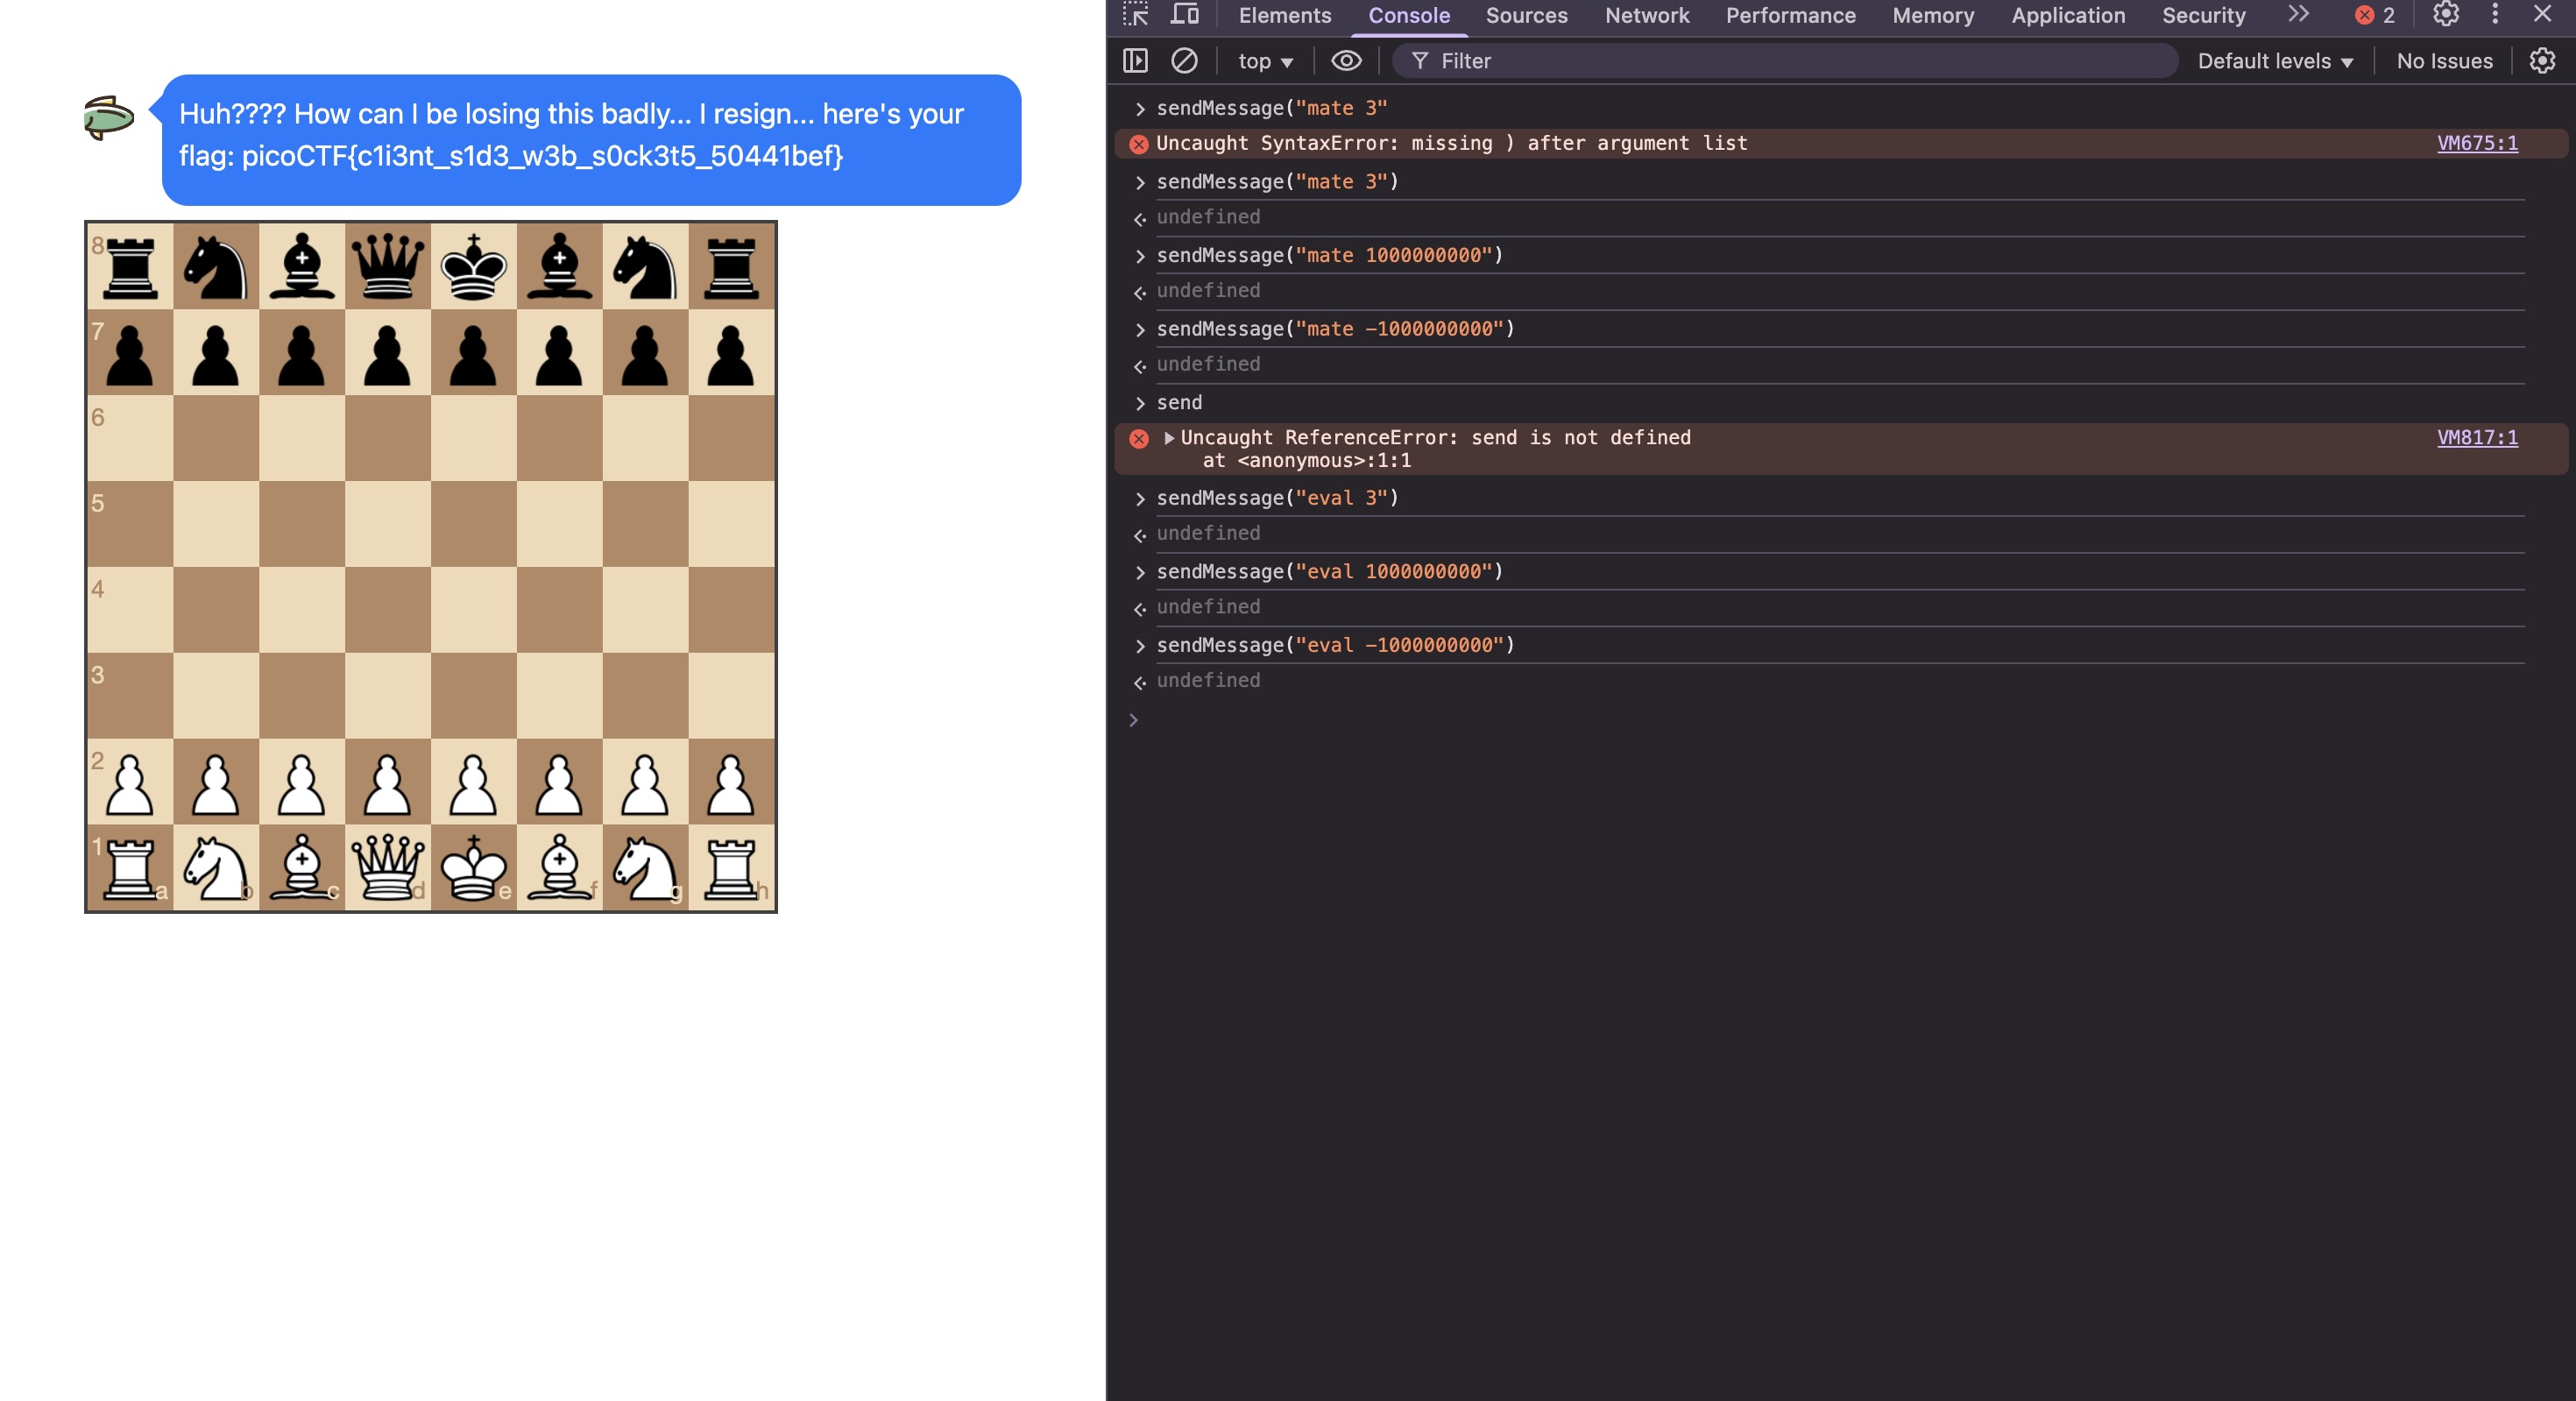 Huh???? How can I be losing this badly... I resign... here's your
flag: picoCTF{c1i3nt_s1d3_w3b_s0ck3t5_50441bef}
8
7
6
5
4
3
2
1
a b c d e f g h
Elements Console Sources Network Performance Memory Application Security 2
top Filter Default levels No Issues
sendMessage("mate 3"
Uncaught SyntaxError: missing ) after argument list VM675:1
sendMessage("mate 3")
undefined
sendMessage("mate 1000000000")
undefined
sendMessage("mate -1000000000")
undefined
send
Uncaught ReferenceError: send is not defined VM817:1
at <anonymous>:1:1
sendMessage("eval 3")
undefined
sendMessage("eval 1000000000")
undefined
sendMessage("eval -1000000000")
undefined